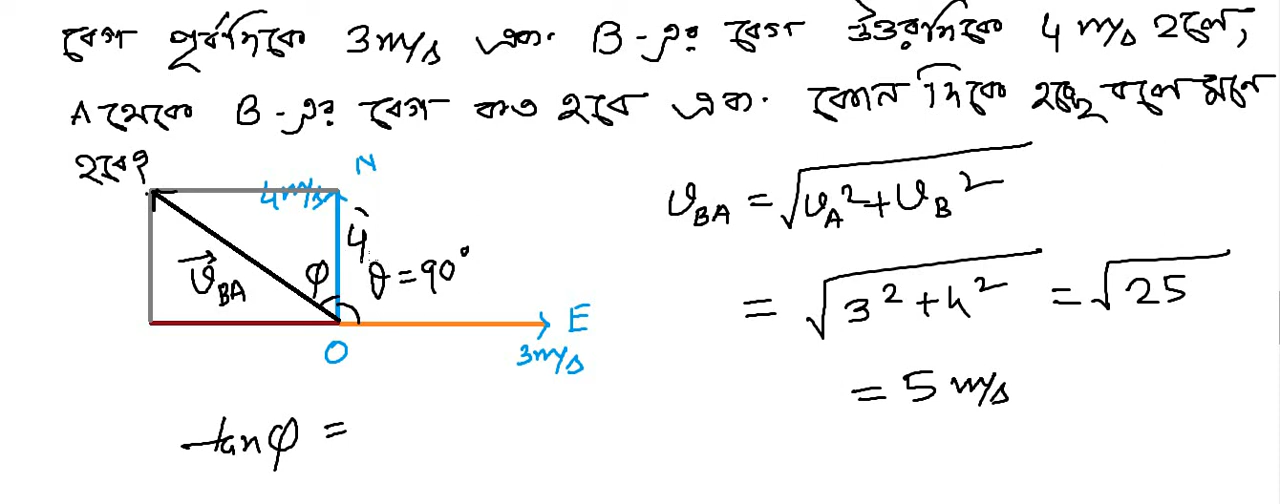 বেগ পূর্বদিকে 3m/s এবং B-এর বেগ উত্তরদিকে 4 m/s হলে,
A থেকে B-এর বেগ কত হবে এবং কোন দিকে হচ্ছে বলে মনে
হবে?
N
4m/s
4
v⃗_BA
φ
θ = 90°
E
O
3m/s
v_BA = √(v_A² + v_B²)
= √(3² + 4²) = √25
= 5 m/s
tanφ =